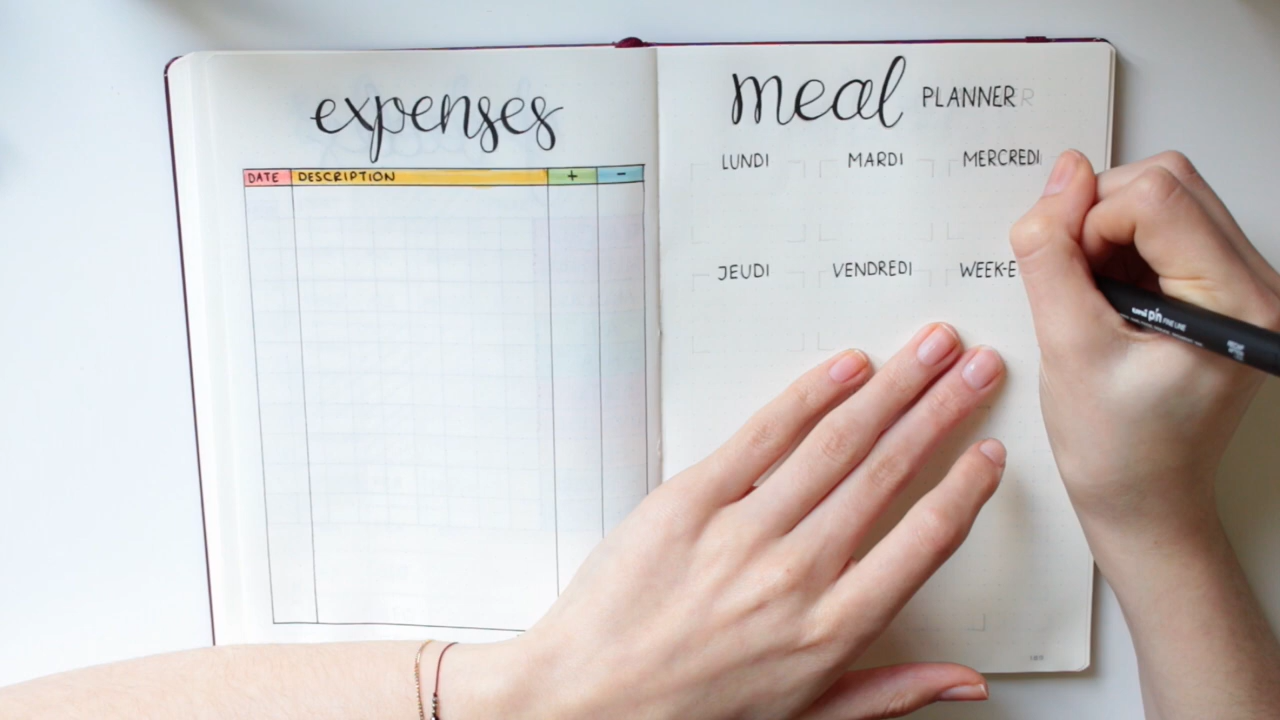 expenses
DATE DESCRIPTION + -
meal PLANNER
LUNDI MARDI MERCREDI
JEUDI VENDREDI WEEK-E
uni pin FINE LINE